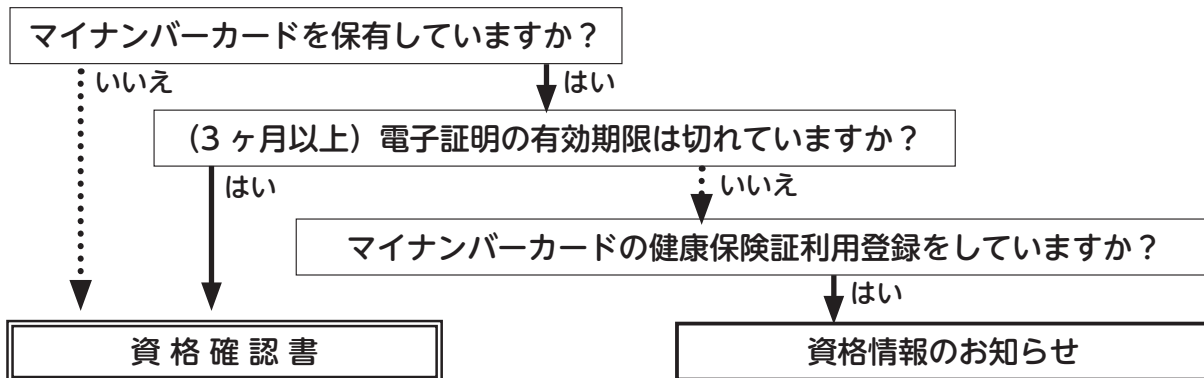 マイナンバーカードを保有していますか？
いいえ
はい
（3 ヶ月以上）電子証明の有効期限は切れていますか？
はい
いいえ
マイナンバーカードの健康保険証利用登録をしていますか？
はい
資 格 確 認 書
資格情報のお知らせ